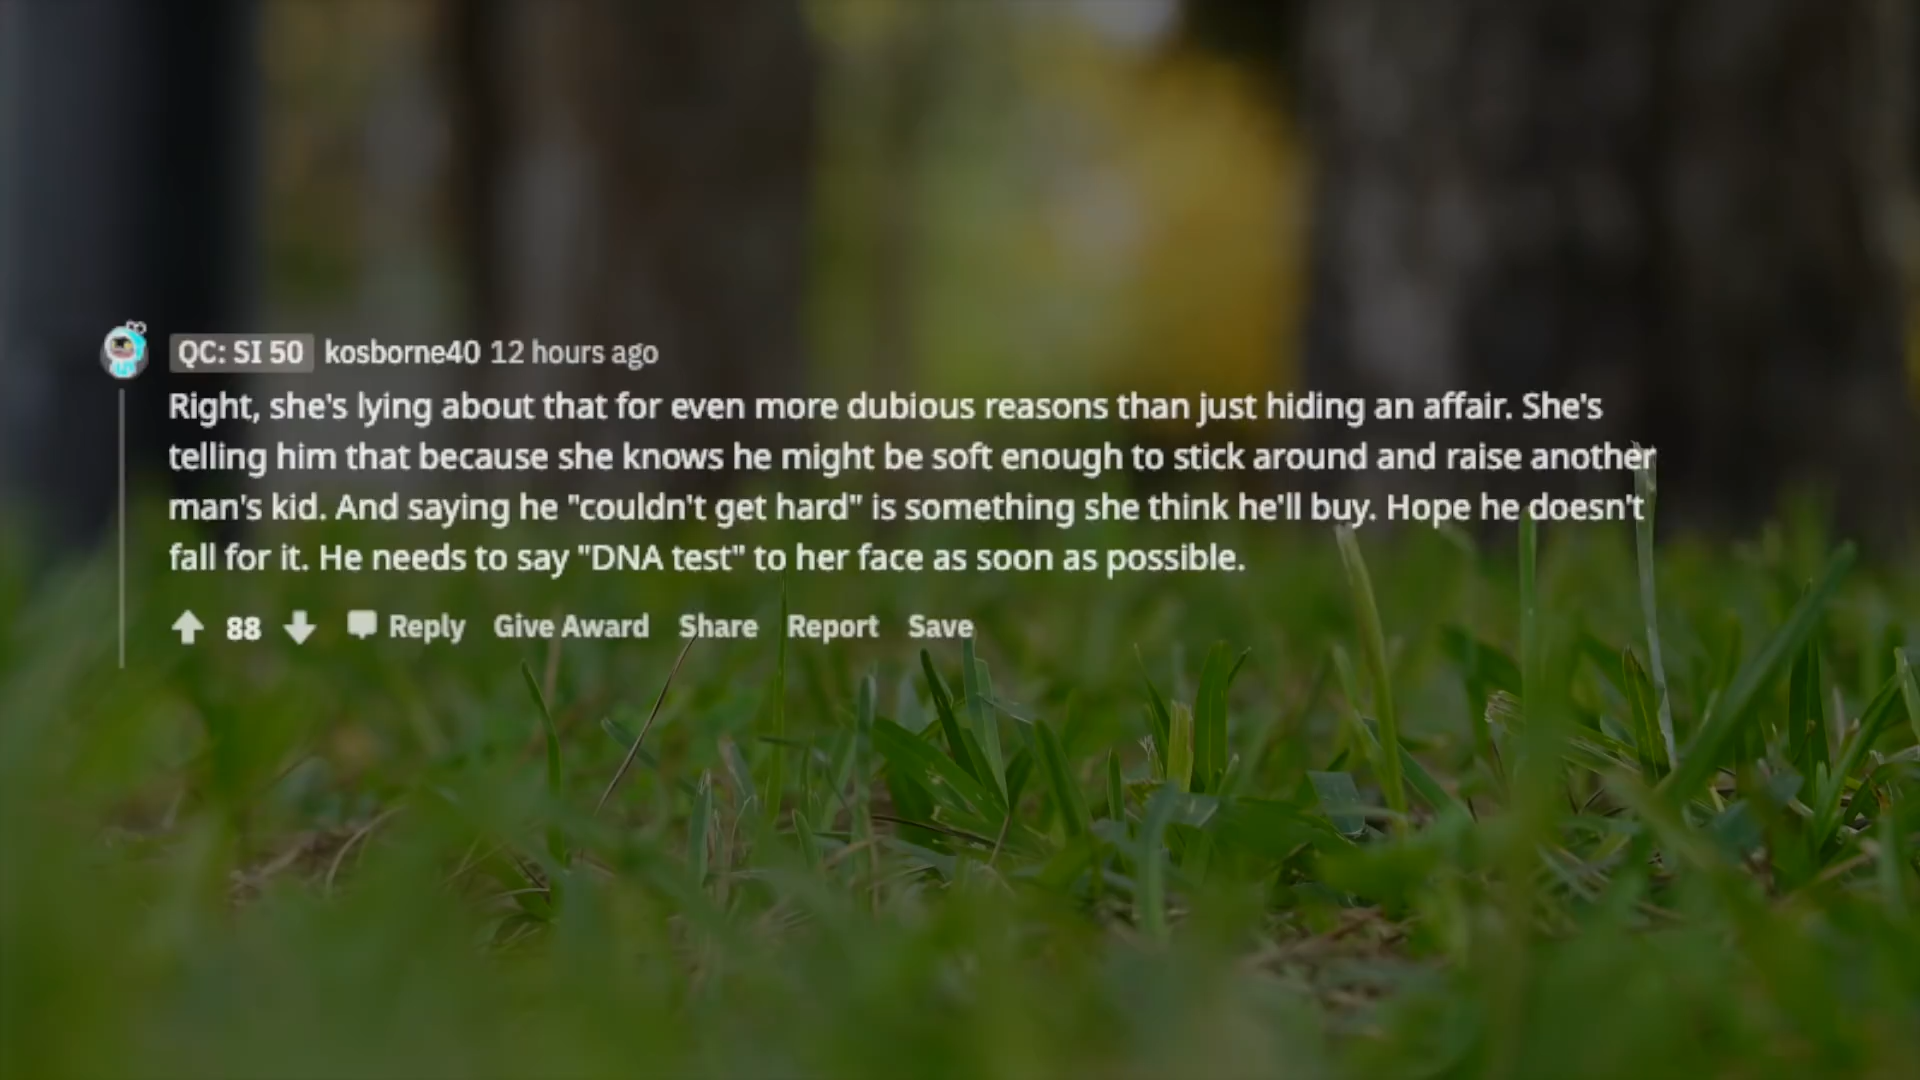 QC: SI 50 kosborne40 12 hours ago
Right, she's lying about that for even more dubious reasons than just hiding an affair. She's
telling him that because she knows he might be soft enough to stick around and raise another
man's kid. And saying he "couldn't get hard" is something she think he'll buy. Hope he doesn't
fall for it. He needs to say "DNA test" to her face as soon as possible.
88 Reply Give Award Share Report Save